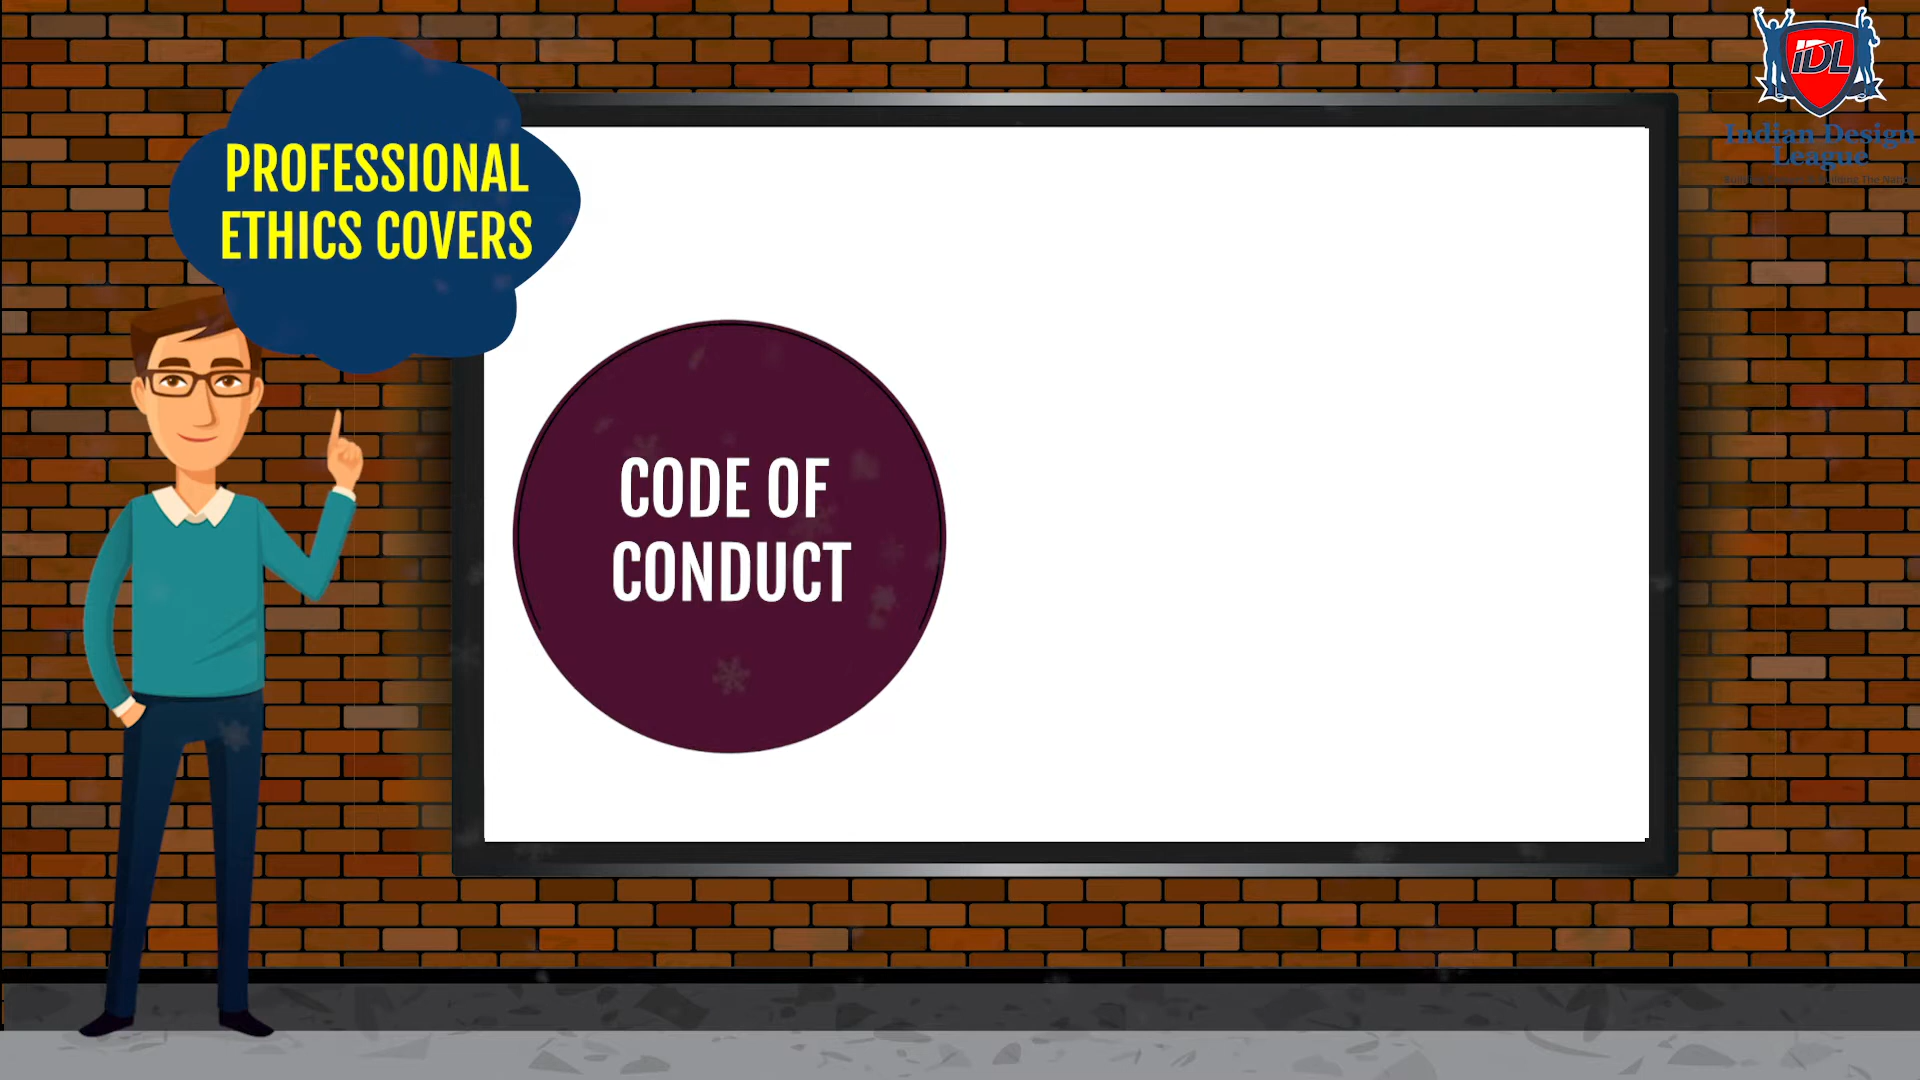 PROFESSIONAL
ETHICS COVERS
CODE OF
CONDUCT
IDL
Indian Design
League